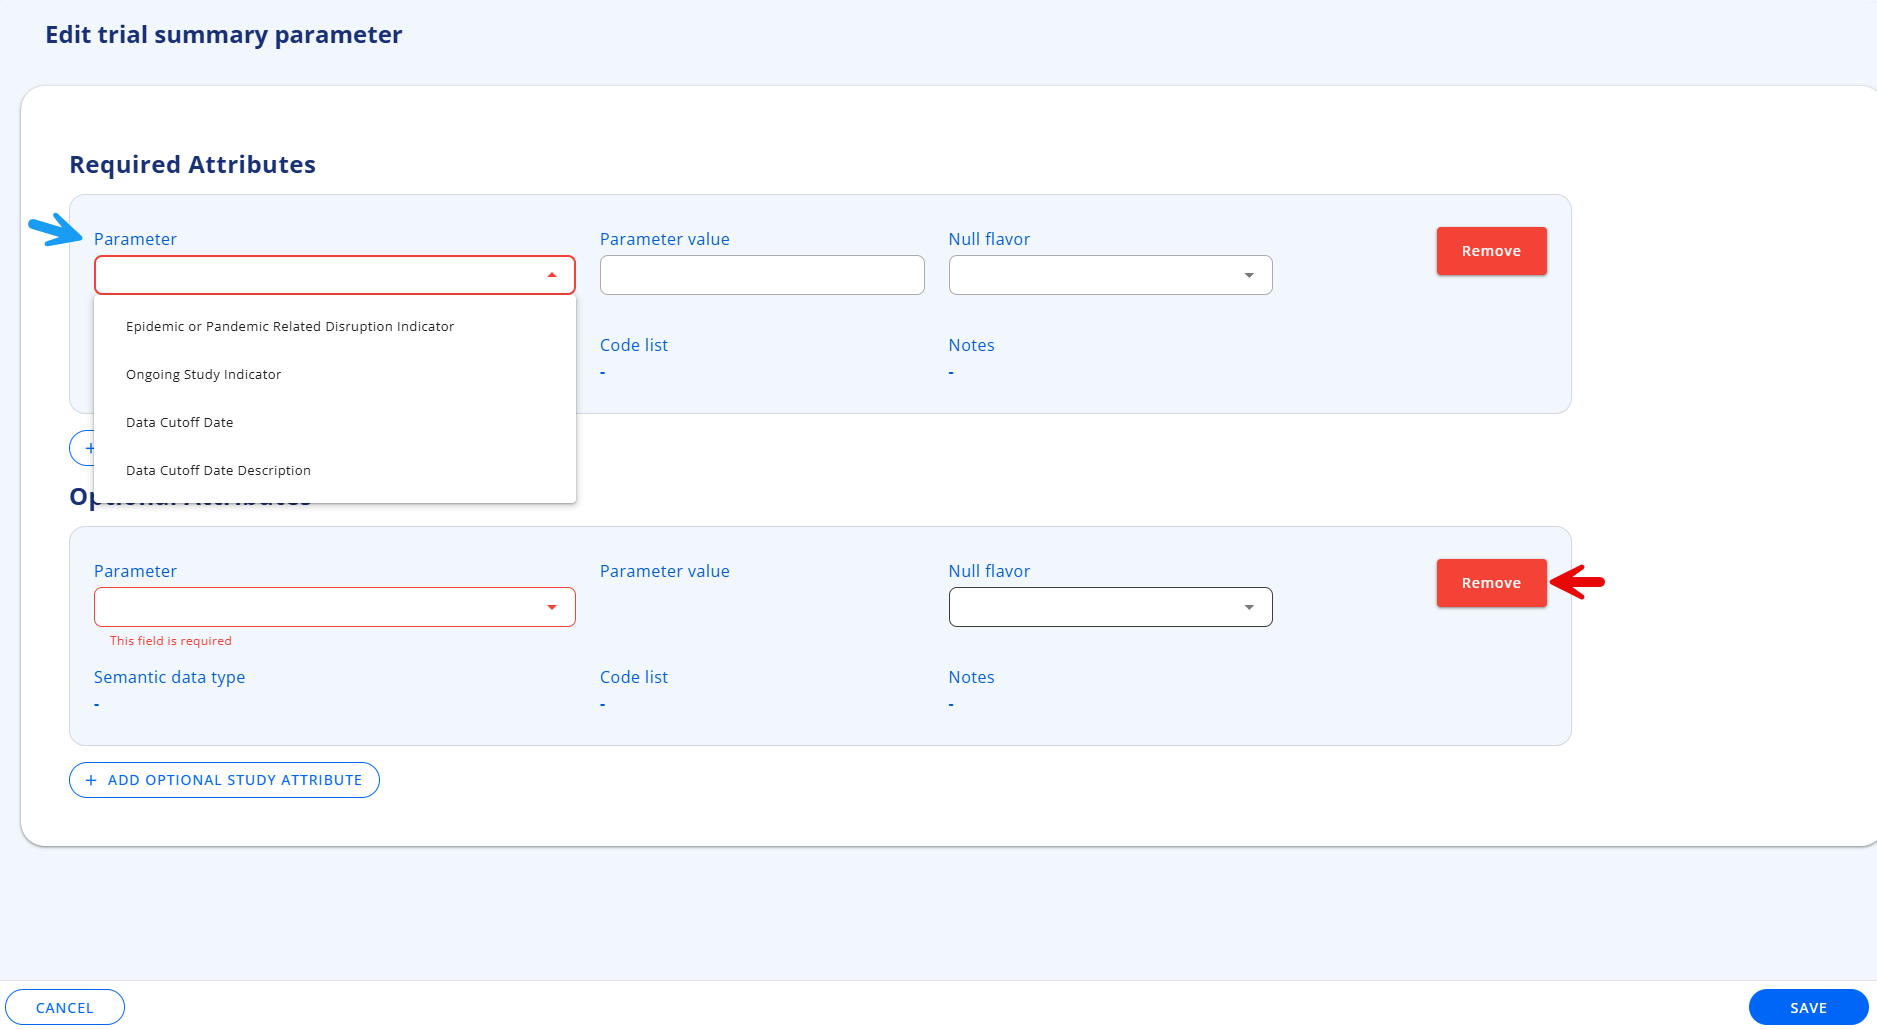 Edit trial summary parameter
Required Attributes
Parameter Parameter value Null flavor
Remove
Epidemic or Pandemic Related Disruption Indicator
Ongoing Study Indicator
Data Cutoff Date
Data Cutoff Date Description
Code list Notes
- -
+
Optional Attributes
Parameter Parameter value Null flavor
Remove
This field is required
Semantic data type Code list Notes
- - -
+ ADD OPTIONAL STUDY ATTRIBUTE
CANCEL SAVE